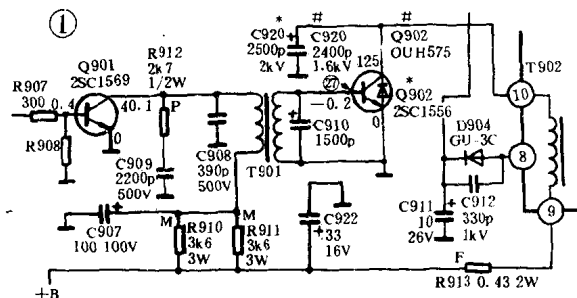 ①
Q901
2SC1569
R907
300
0.4
40.1
0
R908
R912
2k7
1/2W
P
C909
2200p
500V
C908
390p
500V
T901
* #
C920 C920
2500p 2400p
2kV 1.6kV
#
Q902
OUH575
125
㉗
-0.2
*
Q902
2SC1556
0
C910
1500p
T902
10
8
9
D904
GU-3C
C911
10
26V
C912
330p
1kV
C907
100 100V
M
R910
3k6
3W
M
R911
3k6
3W
C922
33
16V
F
R913 0.43 2W
+B